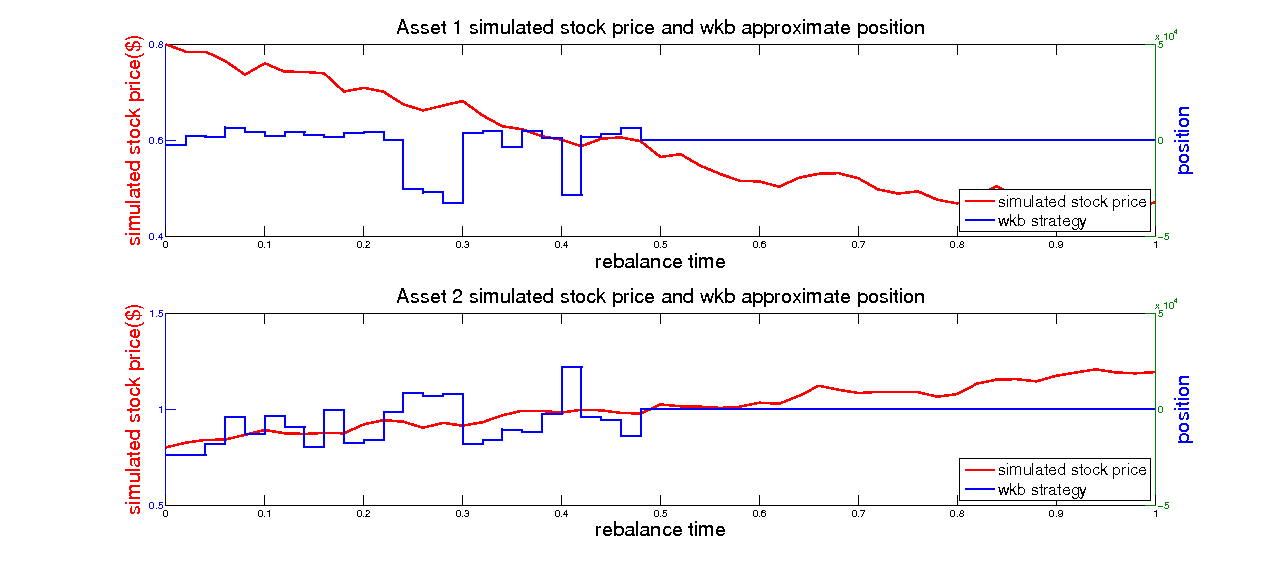 Asset 1 simulated stock price and wkb approximate position
x 10^4
simulated stock price($)
0.8
0.6
0.4
5
0
-5
position
simulated stock price
wkb strategy
0 0.1 0.2 0.3 0.4 0.5 0.6 0.7 0.8 0.9 1
rebalance time
Asset 2 simulated stock price and wkb approximate position
x 10^4
simulated stock price($)
1.5
1
0.5
5
0
-5
position
simulated stock price
wkb strategy
0 0.1 0.2 0.3 0.4 0.5 0.6 0.7 0.8 0.9 1
rebalance time